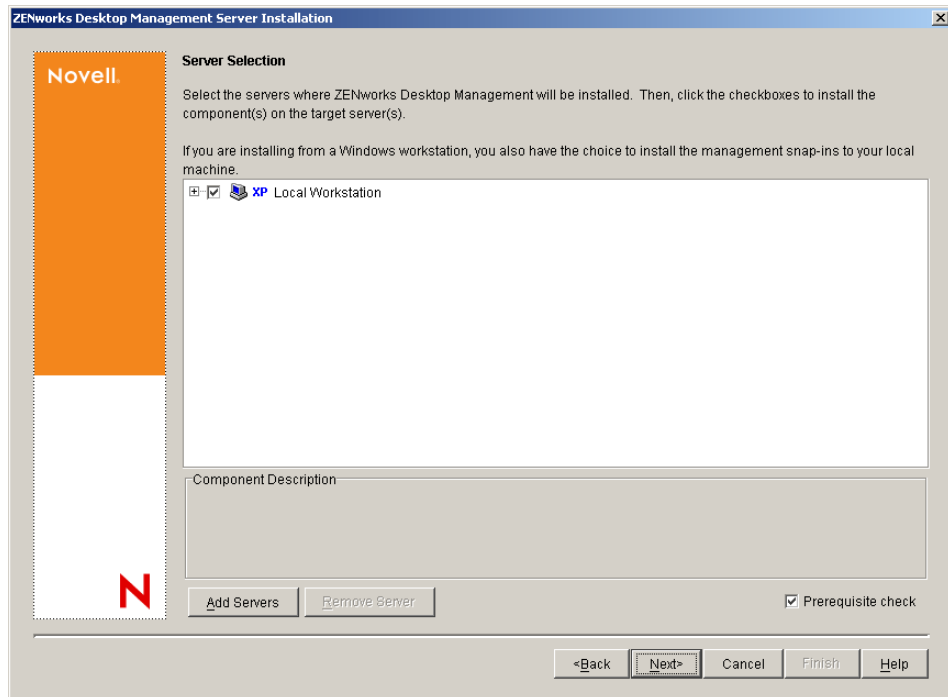 ZENworks Desktop Management Server Installation
Novell.
Server Selection
Select the servers where ZENworks Desktop Management will be installed. Then, click the checkboxes to install the
component(s) on the target server(s).
If you are installing from a Windows workstation, you also have the choice to install the management snap-ins to your local
machine.
XP Local Workstation
Component Description
N
Add Servers
Remove Server
Prerequisite check
<Back
Next>
Cancel
Finish
Help